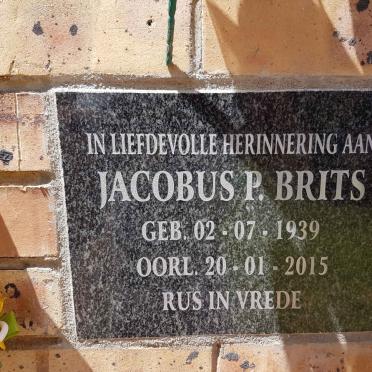 IN LIEFDEVOLLE HERINNERING AAN
JACOBUS P. BRITS
GEB. 02 - 07 - 1939
OORL. 20 - 01 - 2015
RUS IN VREDE